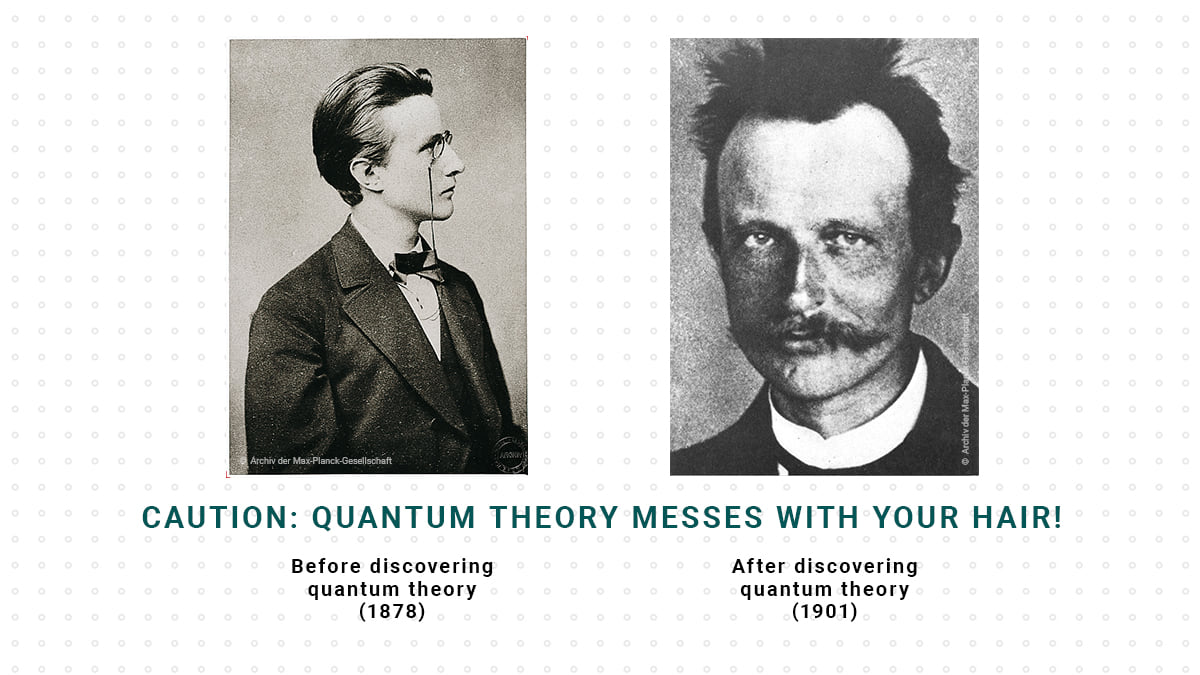 © Archiv der Max-Planck-Gesellschaft
© Archiv der Max-Planck-Gesellschaft
CAUTION: QUANTUM THEORY MESSES WITH YOUR HAIR!
Before discovering
quantum theory
(1878)
After discovering
quantum theory
(1901)